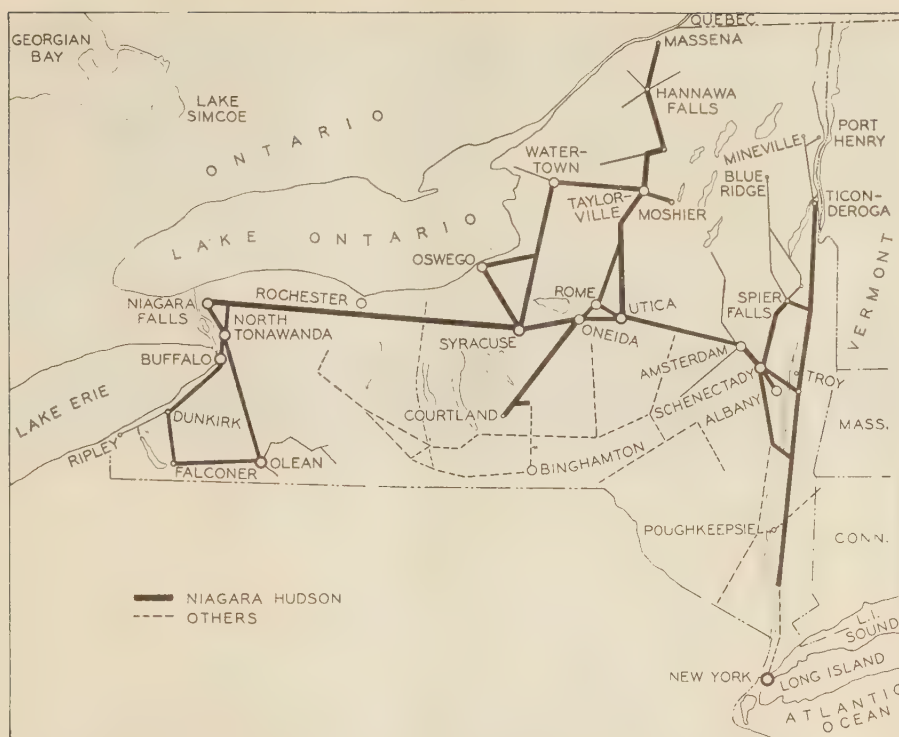 QUEBEC
GEORGIAN
BAY
MASSENA
LAKE
SIMCOE
HANNAWA
FALLS
ONTARIO
PORT
HENRY
MINEVILLE
WATER-
TOWN
BLUE
RIDGE
TAYLOR-
VILLE
MOSHIER
TICON-
DEROGA
LAKE ONTARIO
OSWEGO
VERMONT
NIAGARA
FALLS
ROCHESTER
ROME
UTICA
SPIER
FALLS
NORTH
TONAWANDA
SYRACUSE
ONEIDA
BUFFALO
AMSTERDAM
LAKE ERIE
SCHENECTADY
TROY
ALBANY
DUNKIRK
COURTLAND
MASS.
RIPLEY
FALCONER
OLEAN
BINGHAMTON
POUGHKEEPSIE
CONN.
NIAGARA HUDSON
OTHERS
L.I.
SOUND
NEW YORK
LONG ISLAND
ATLANTIC
OCEAN